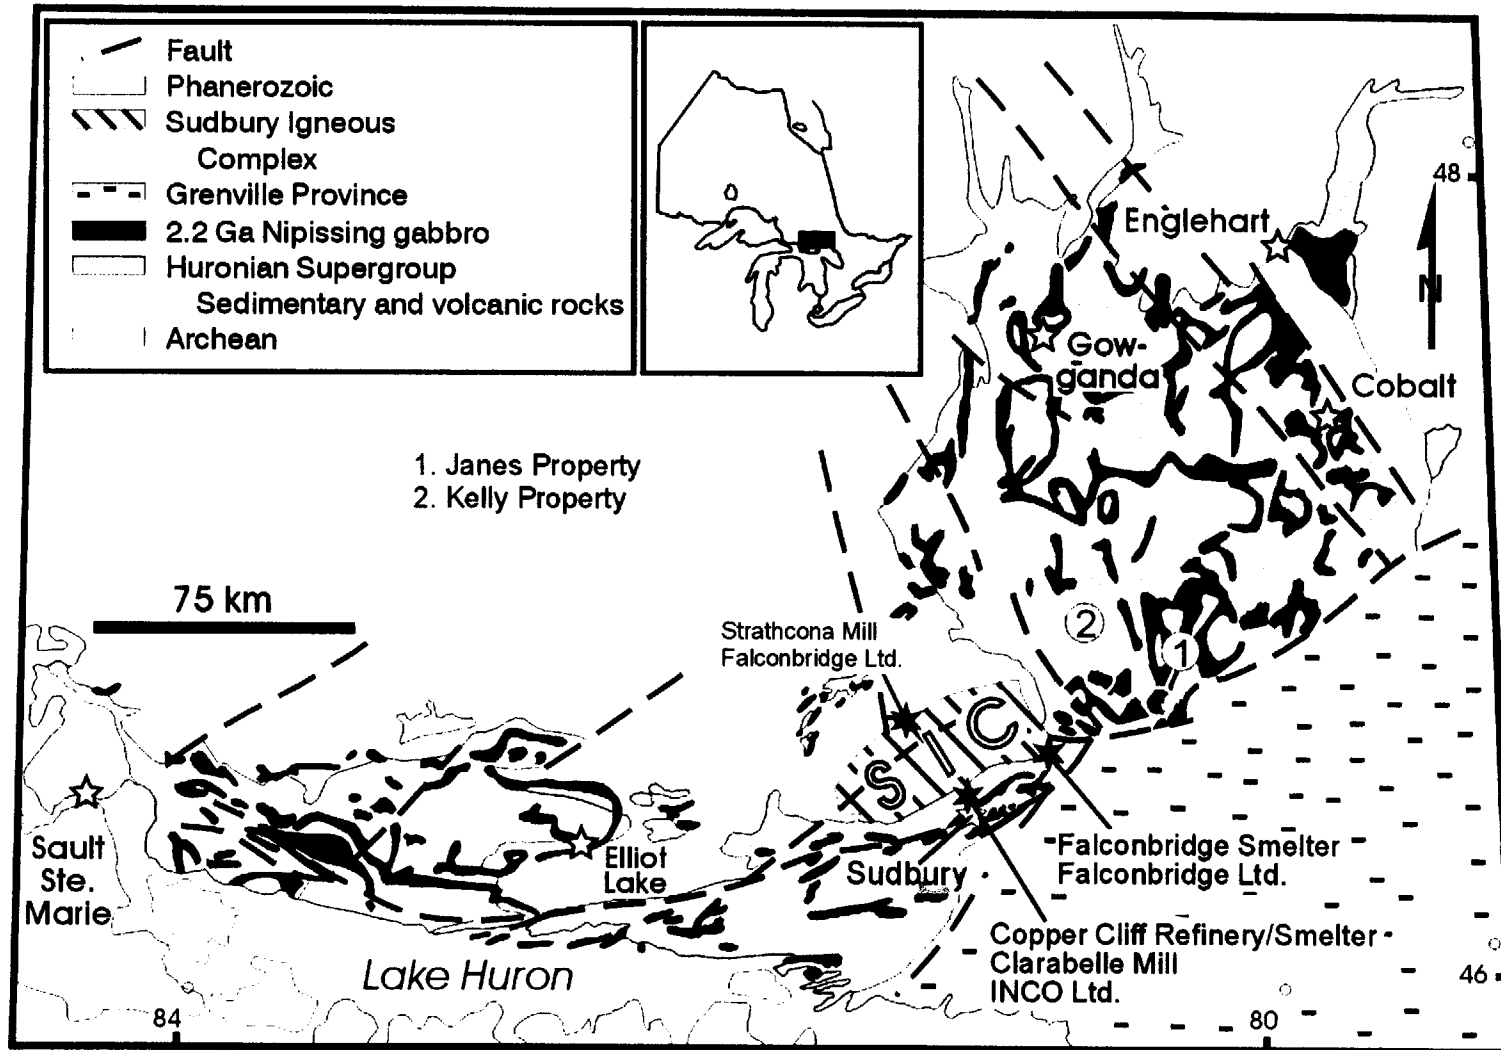 Fault
Phanerozoic
Sudbury Igneous
Complex
Grenville Province
2.2 Ga Nipissing gabbro
Huronian Supergroup
Sedimentary and volcanic rocks
Archean
48
N
Englehart
Gow-
ganda
Cobalt
1. Janes Property
2. Kelly Property
75 km
2
1
Strathcona Mill
Falconbridge Ltd.
SIC
Sault
Ste.
Marie
Elliot
Lake
Sudbury
Falconbridge Smelter
Falconbridge Ltd.
Copper Cliff Refinery/Smelter
Clarabelle Mill
INCO Ltd.
Lake Huron
46
84
80